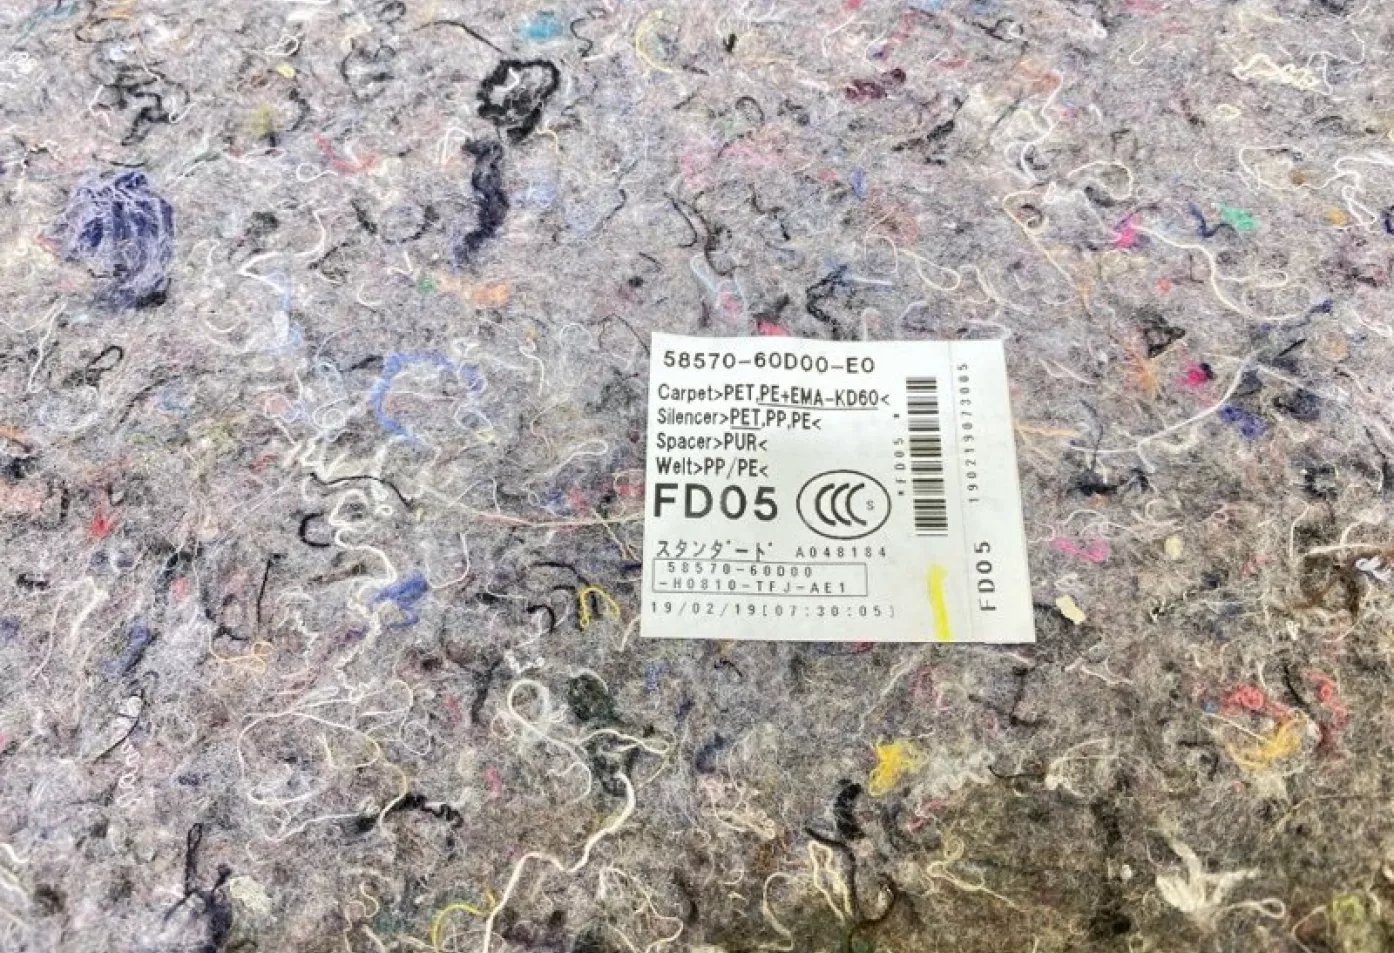 58570-60D00-E0
Carpet>PET,PE+EMA-KD60<
Silencer>PET,PP,PE<
Spacer>PUR<
Welt>PP/PE<
FD05
CCC S
スタンダード A048184
58570-60D00
-H0810-TFJ-AE1
19/02/19[07:30:05]
*FD05 *
190219073005
FD05